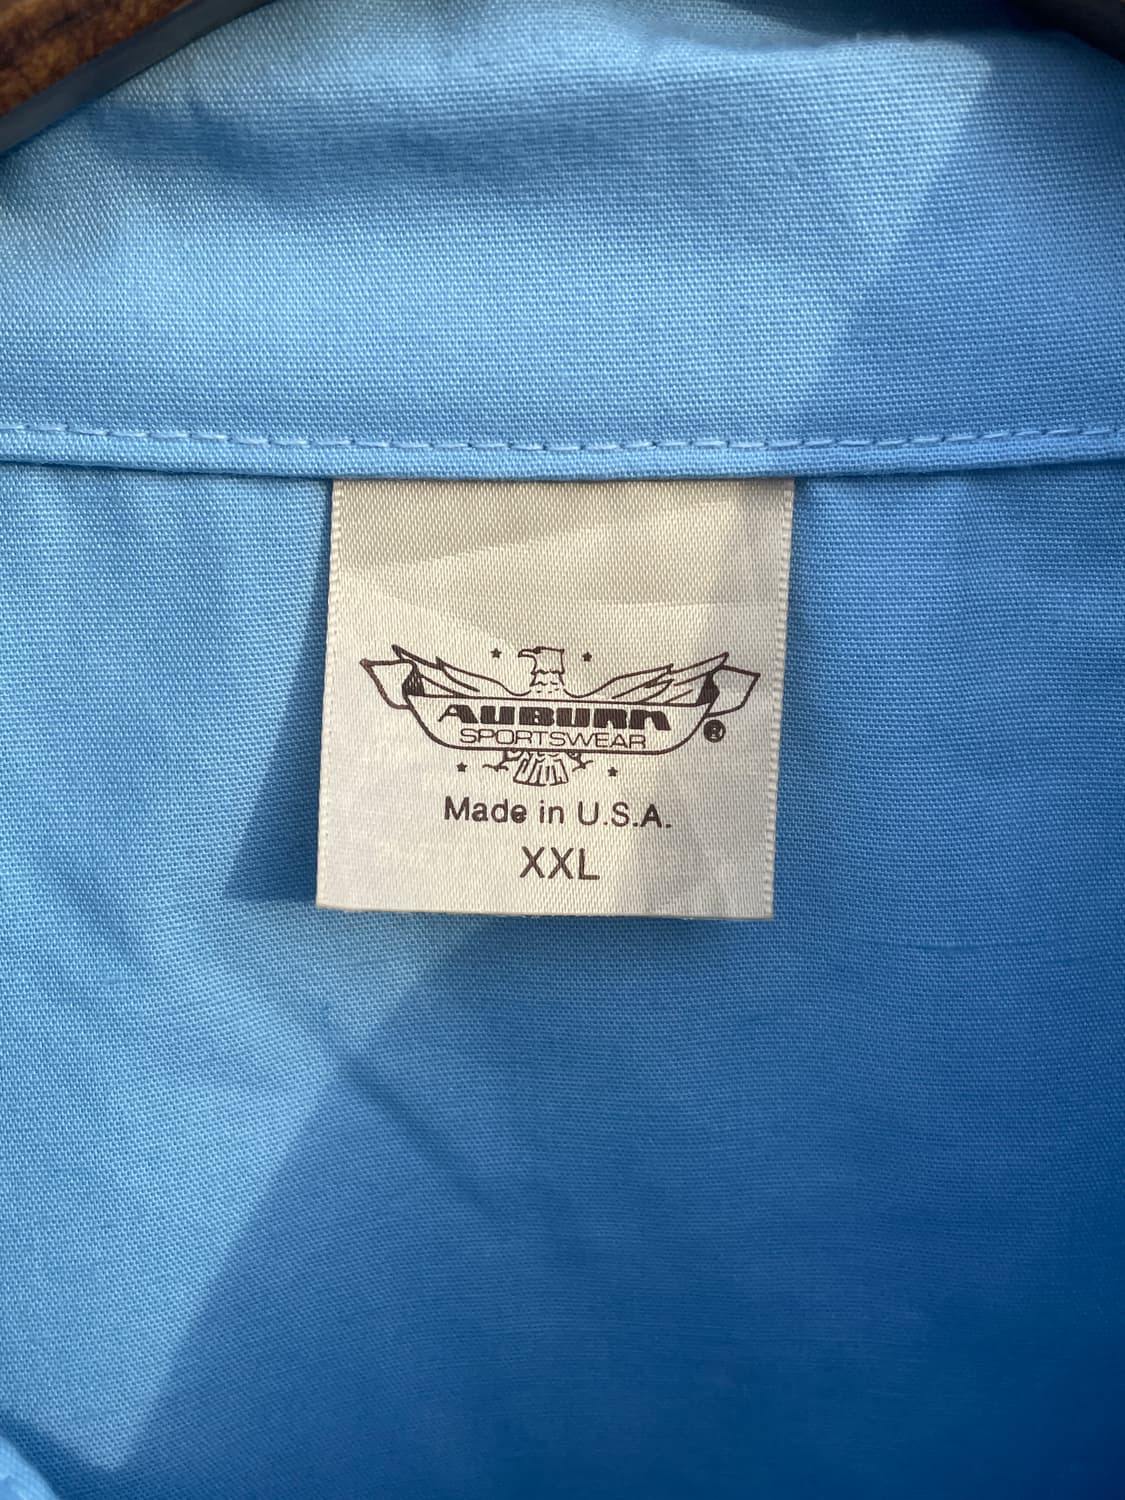 AUBURN
SPORTSWEAR
®
Made in U.S.A.
XXL